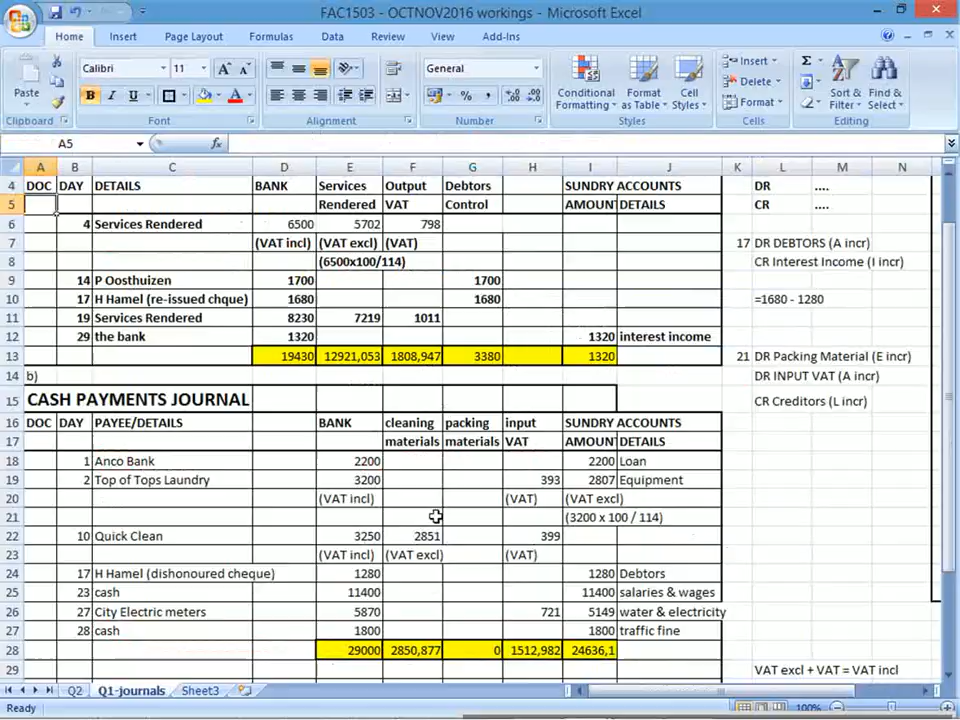 FAC1503 - OCTNOV2016 workings - Microsoft Excel
Home Insert Page Layout Formulas Data Review View Add-Ins
Calibri 11 General Insert Delete Format
Paste B I U Conditional Formatting Format as Table Cell Styles Sort & Filter Find & Select
Clipboard Font Alignment Number Styles Cells Editing
A5 fx
A B C D E F G H I J K L M N
4 DOC DAY DETAILS BANK Services Output Debtors SUNDRY ACCOUNTS DR ....
5 Rendered VAT Control AMOUNT DETAILS CR ....
6 4 Services Rendered 6500 5702 798
7 (VAT incl) (VAT excl) (VAT) 17 DR DEBTORS (A incr)
8 (6500x100/114) CR Interest Income (I incr)
9 14 P Oosthuizen 1700 1700
10 17 H Hamel (re-issued chque) 1680 1680 =1680 - 1280
11 19 Services Rendered 8230 7219 1011
12 29 the bank 1320 1320 interest income
13 19430 12921,053 1808,947 3380 1320 21 DR Packing Material (E incr)
14 b) DR INPUT VAT (A incr)
15 CASH PAYMENTS JOURNAL CR Creditors (L incr)
16 DOC DAY PAYEE/DETAILS BANK cleaning packing input SUNDRY ACCOUNTS
17 materials materials VAT AMOUNT DETAILS
18 1 Anco Bank 2200 2200 Loan
19 2 Top of Tops Laundry 3200 393 2807 Equipment
20 (VAT incl) (VAT) (VAT excl)
21 (3200 x 100 / 114)
22 10 Quick Clean 3250 2851 399
23 (VAT incl) (VAT excl) (VAT)
24 17 H Hamel (dishonoured cheque) 1280 1280 Debtors
25 23 cash 11400 11400 salaries & wages
26 27 City Electric meters 5870 721 5149 water & electricity
27 28 cash 1800 1800 traffic fine
28 29000 2850,877 0 1512,982 24636,1
29 VAT excl + VAT = VAT incl
Q2 Q1-journals Sheet3
Ready 100%